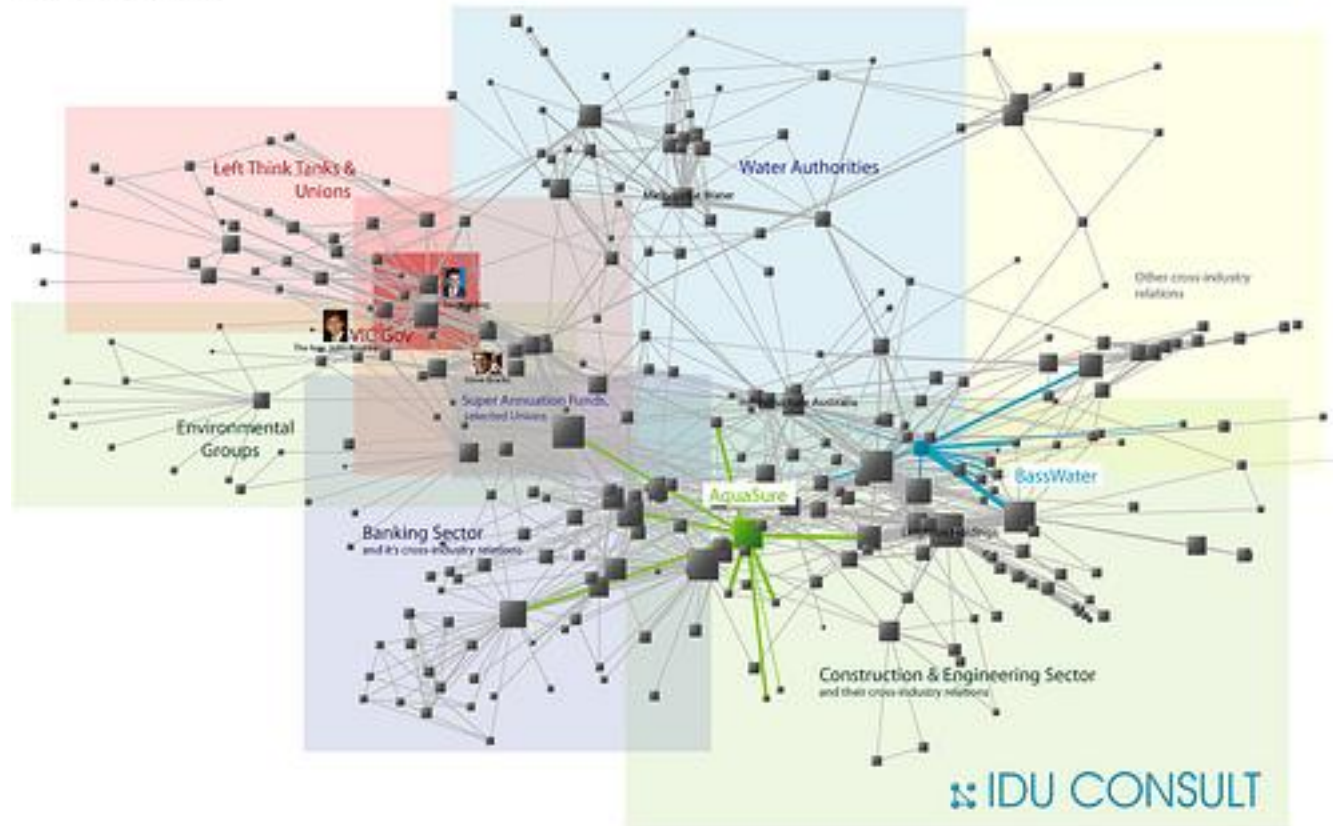 Left Think Tanks &
Unions
Water Authorities
Other cross industry
relations
VIC Gov
Super Annuation Funds,
selected Unions
Environmental
Groups
AquaSure
BassWater
Banking Sector
and it's cross-industry relations
Construction & Engineering Sector
and their cross-industry relations
IDU CONSULT